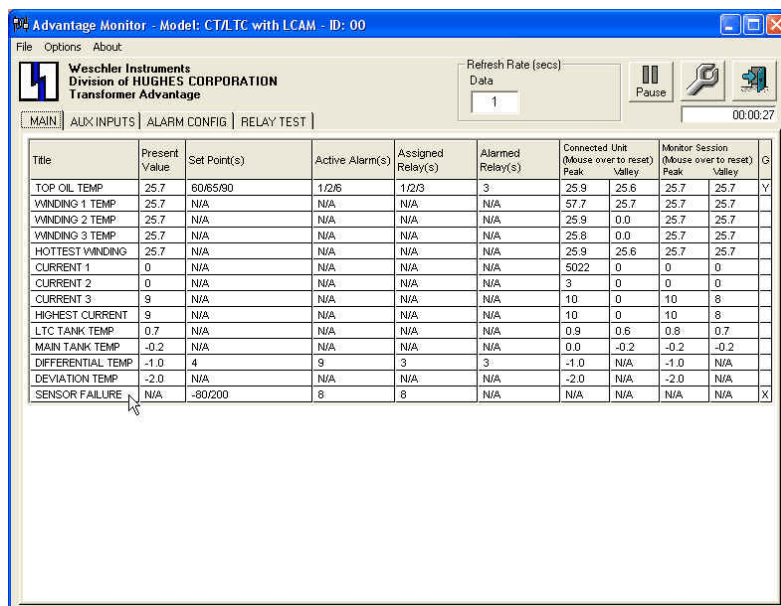 Advantage Monitor - Model: CT/LTC with LCAM - ID: 00
File Options About
Weschler Instruments
Division of HUGHES CORPORATION
Transformer Advantage
Refresh Rate (secs)
Data
1
Pause
00:00:27
MAIN AUX INPUTS ALARM CONFIG RELAY TEST
Title Present Value Set Point(s) Active Alarm(s) Assigned Relay(s) Alarmed Relay(s) Connected Unit (Mouse over to reset) Peak Valley Monitor Session (Mouse over to reset) Peak Valley G
TOP OIL TEMP 25.7 60/65/90 1/2/6 1/2/3 3 25.9 25.6 25.7 25.7 Y
WINDING 1 TEMP 25.7 N/A N/A N/A N/A 57.7 25.7 25.7 25.7
WINDING 2 TEMP 25.7 N/A N/A N/A N/A 25.9 0.0 25.7 25.7
WINDING 3 TEMP 25.7 N/A N/A N/A N/A 25.8 0.0 25.7 25.7
HOTTEST WINDING 25.7 N/A N/A N/A N/A 25.9 25.6 25.7 25.7
CURRENT 1 0 N/A N/A N/A N/A 5022 0 0 0
CURRENT 2 0 N/A N/A N/A N/A 3 0 0 0
CURRENT 3 9 N/A N/A N/A N/A 10 0 10 8
HIGHEST CURRENT 9 N/A N/A N/A N/A 10 0 10 8
LTC TANK TEMP 0.7 N/A N/A N/A N/A 0.9 0.6 0.8 0.7
MAIN TANK TEMP -0.2 N/A N/A N/A N/A 0.0 -0.2 -0.2 -0.2
DIFFERENTIAL TEMP -1.0 4 9 3 3 -1.0 N/A -1.0 N/A
DEVIATION TEMP -2.0 N/A N/A N/A N/A -2.0 N/A -2.0 N/A
SENSOR FAILURE N/A -80/200 8 8 N/A N/A N/A N/A N/A X